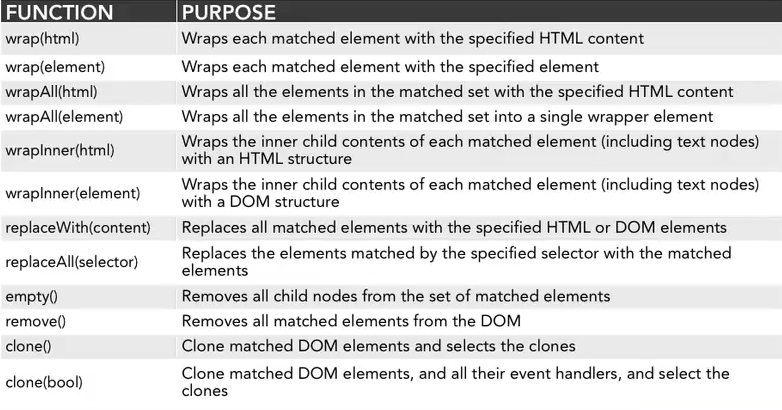 FUNCTION PURPOSE
wrap(html) Wraps each matched element with the specified HTML content
wrap(element) Wraps each matched element with the specified element
wrapAll(html) Wraps all the elements in the matched set with the specified HTML content
wrapAll(element) Wraps all the elements in the matched set into a single wrapper element
wrapInner(html) Wraps the inner child contents of each matched element (including text nodes)
with an HTML structure
wrapInner(element) Wraps the inner child contents of each matched element (including text nodes)
with a DOM structure
replaceWith(content) Replaces all matched elements with the specified HTML or DOM elements
replaceAll(selector) Replaces the elements matched by the specified selector with the matched
elements
empty() Removes all child nodes from the set of matched elements
remove() Removes all matched elements from the DOM
clone() Clone matched DOM elements and selects the clones
clone(bool) Clone matched DOM elements, and all their event handlers, and select the
clones